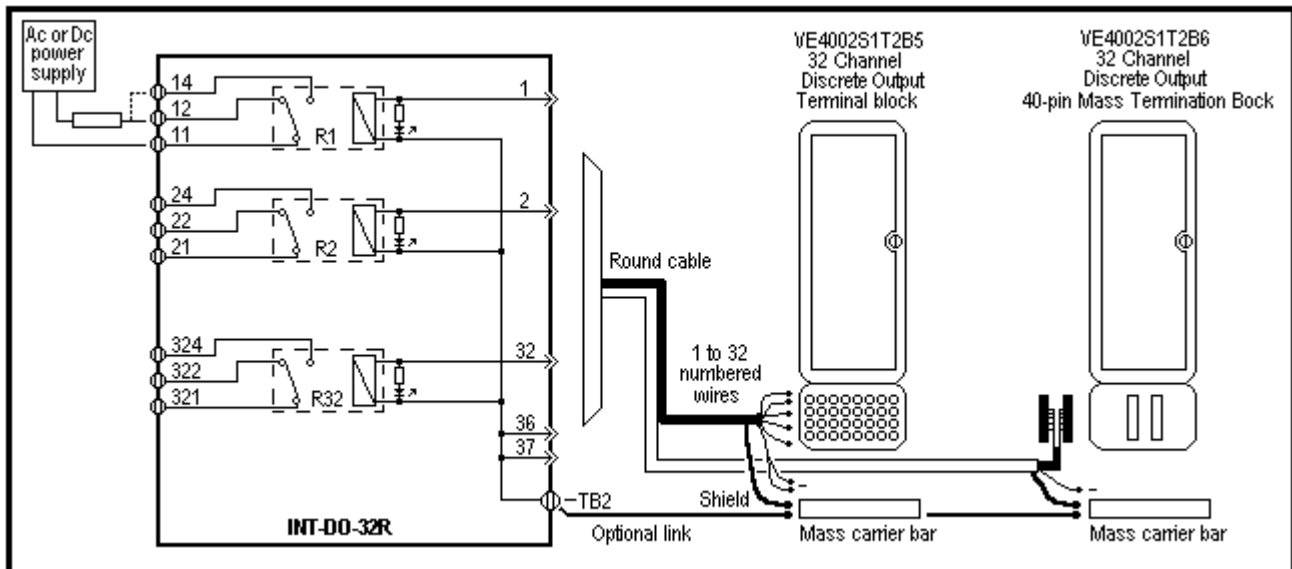 Ac or Dc
power
supply
14
12
11
R1
1
24
22
21
R2
2
324
322
321
R32
32
36
37
−TB2
INT-DO-32R
Round cable
1 to 32
numbered
wires
Shield
Optional link
VE4002S1T2B5
32 Channel
Discrete Output
Terminal block
−
Mass carrier bar
VE4002S1T2B6
32 Channel
Discrete Output
40-pin Mass Termination Bock
−
Mass carrier bar